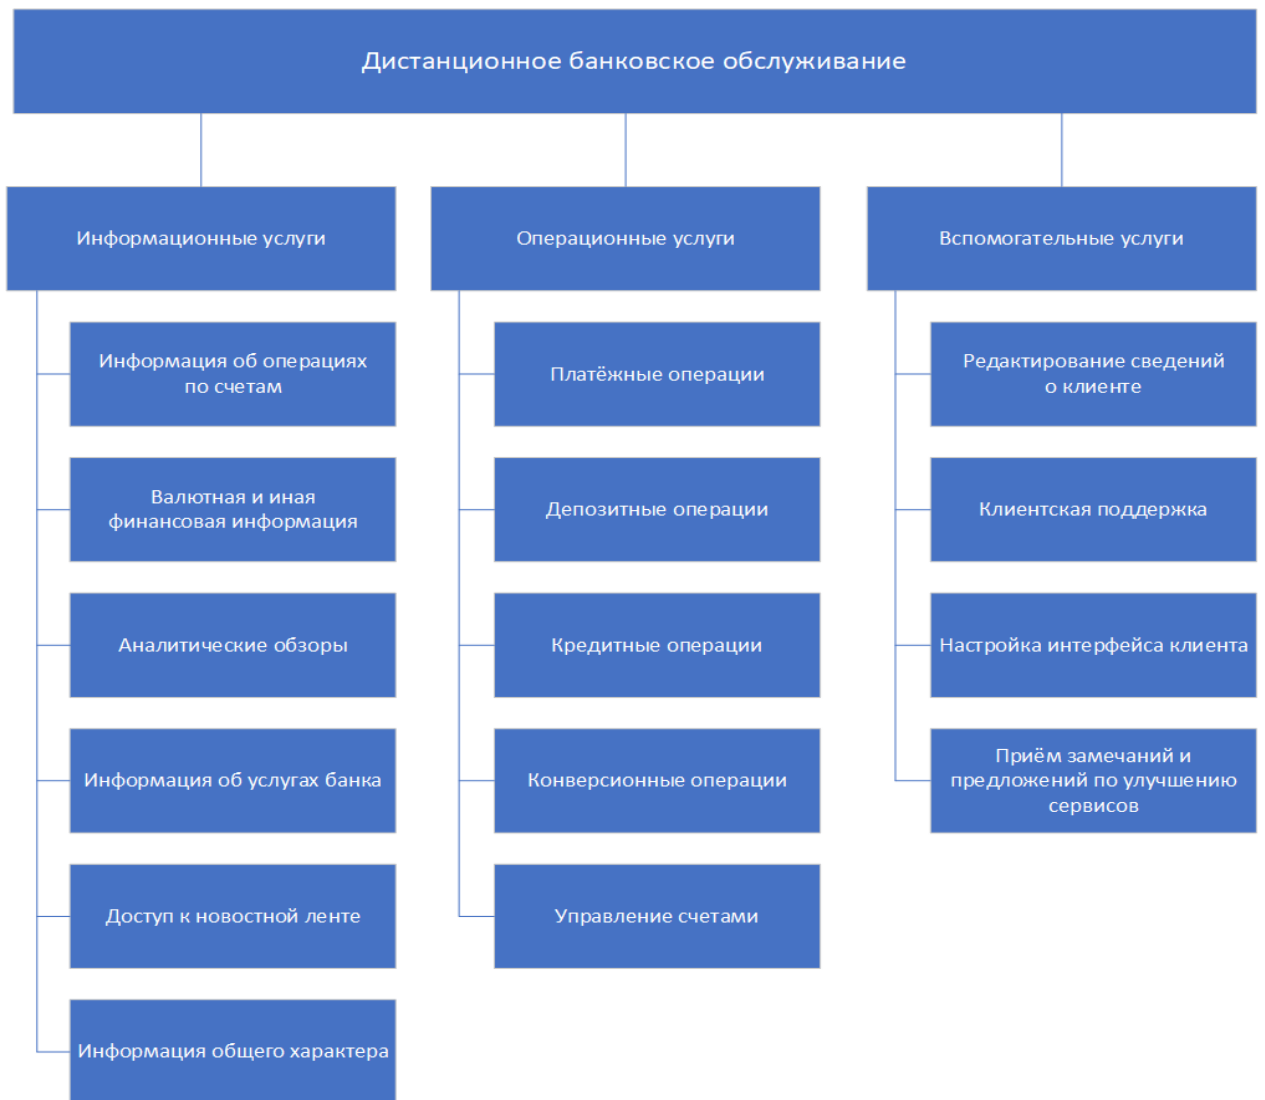 Дистанционное банковское обслуживание
Информационные услуги
Информация об операциях
по счетам
Валютная и иная
финансовая информация
Аналитические обзоры
Информация об услугах банка
Доступ к новостной ленте
Информация общего характера
Операционные услуги
Платёжные операции
Депозитные операции
Кредитные операции
Конверсионные операции
Управление счетами
Вспомогательные услуги
Редактирование сведений
о клиенте
Клиентская поддержка
Настройка интерфейса клиента
Приём замечаний и
предложений по улучшению
сервисов